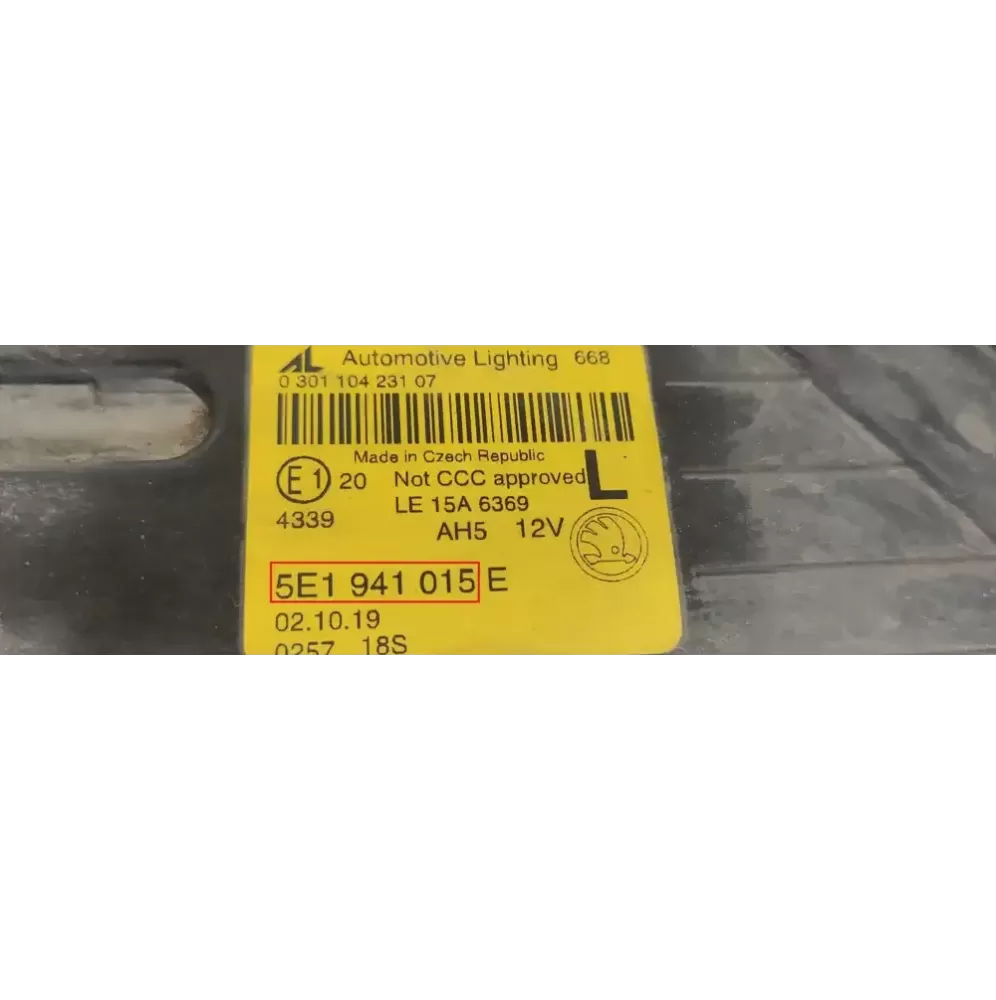 AL Automotive Lighting 668
0 301 104 231 07
Made in Czech Republic
E1 20 Not CCC approved L
LE 15A 6369
4339
AH5 12V
5E1 941 015 E
02.10.19
0257 18S